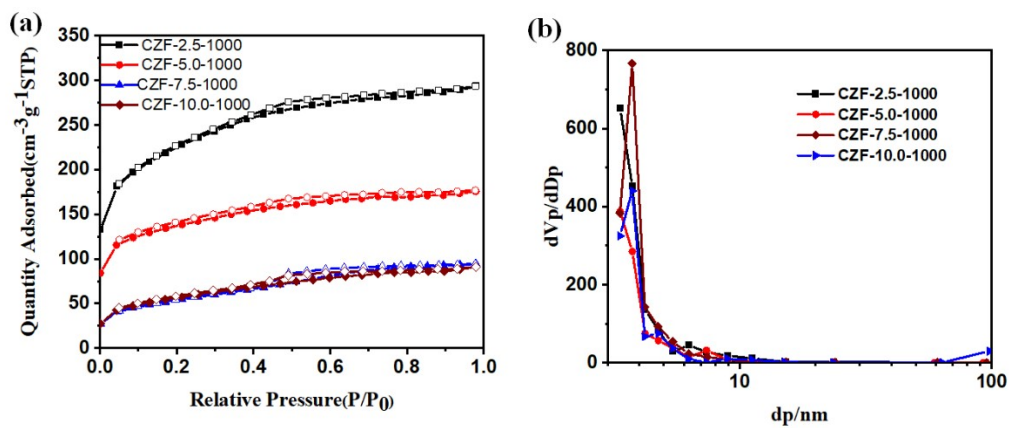 (a)
350
300
250
200
150
100
50
0
0.0 0.2 0.4 0.6 0.8 1.0
Quantity Adsorbed(cm-3g-1STP)
Relative Pressure(P/P0)
CZF-2.5-1000
CZF-5.0-1000
CZF-7.5-1000
CZF-10.0-1000
(b)
800
600
400
200
0
10 100
dVp/dDp
dp/nm
CZF-2.5-1000
CZF-5.0-1000
CZF-7.5-1000
CZF-10.0-1000